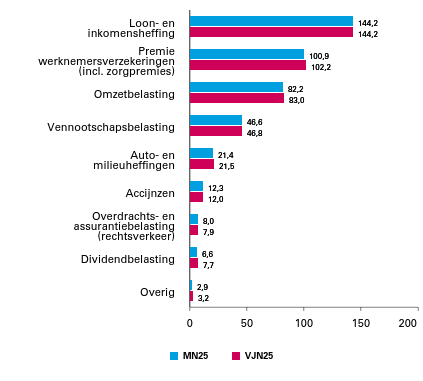 Loon- en
inkomensheffing
144,2
144,2
Premie
werknemersverzekeringen
(incl. zorgpremies)
100,9
102,2
Omzetbelasting
82,2
83,0
Vennootschapsbelasting
46,6
46,8
Auto- en
milieuheffingen
21,4
21,5
Accijnzen
12,3
12,0
Overdrachts- en
assurantiebelasting
(rechtsverkeer)
8,0
7,9
Dividendbelasting
6,6
7,7
Overig
2,9
3,2
0 50 100 150 200
MN25 VJN25